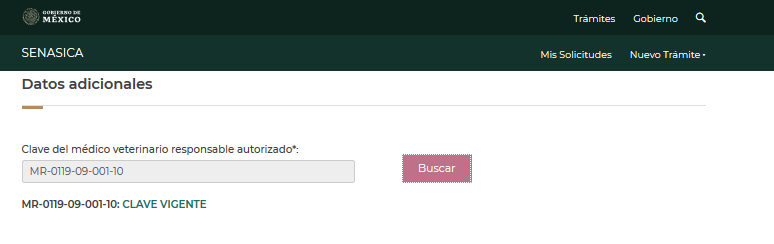 GOBIERNO DE
MÉXICO
Trámites Gobierno
SENASICA
Mis Solicitudes Nuevo Trámite
Datos adicionales
Clave del médico veterinario responsable autorizado*:
MR-0119-09-001-10
Buscar
MR-0119-09-001-10: CLAVE VIGENTE